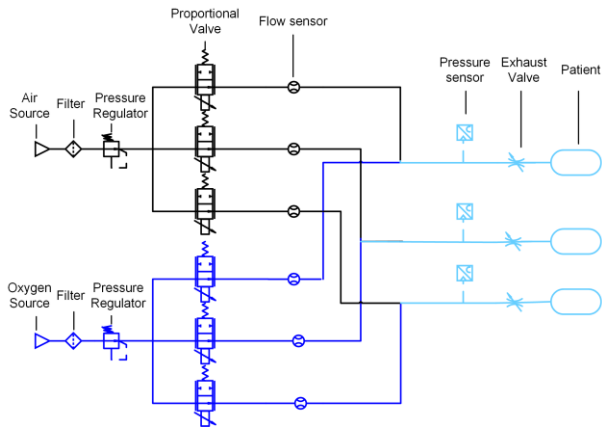 Proportional
Valve
Flow sensor
Pressure
sensor
Exhaust
Valve
Patient
Air
Source
Filter
Pressure
Regulator
Oxygen
Source
Filter
Pressure
Regulator